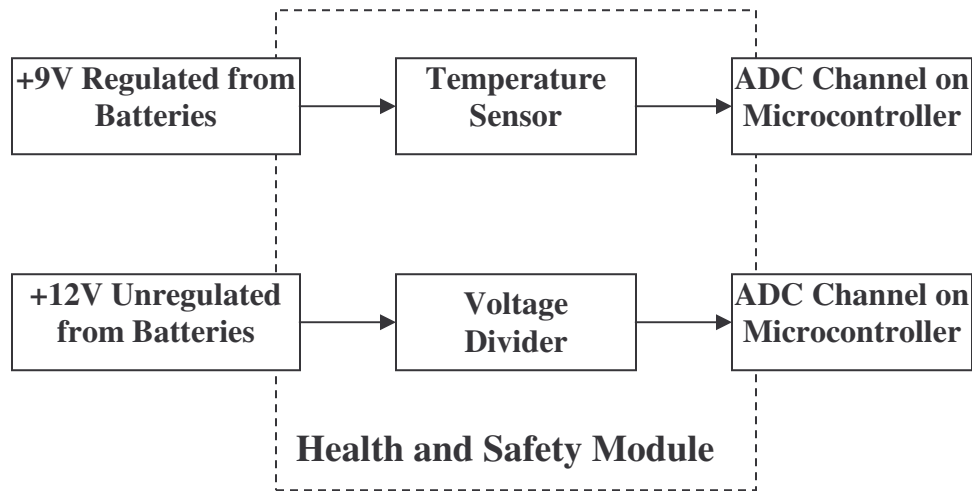 +9V Regulated from
Batteries
Temperature
Sensor
ADC Channel on
Microcontroller
+12V Unregulated
from Batteries
Voltage
Divider
ADC Channel on
Microcontroller
Health and Safety Module